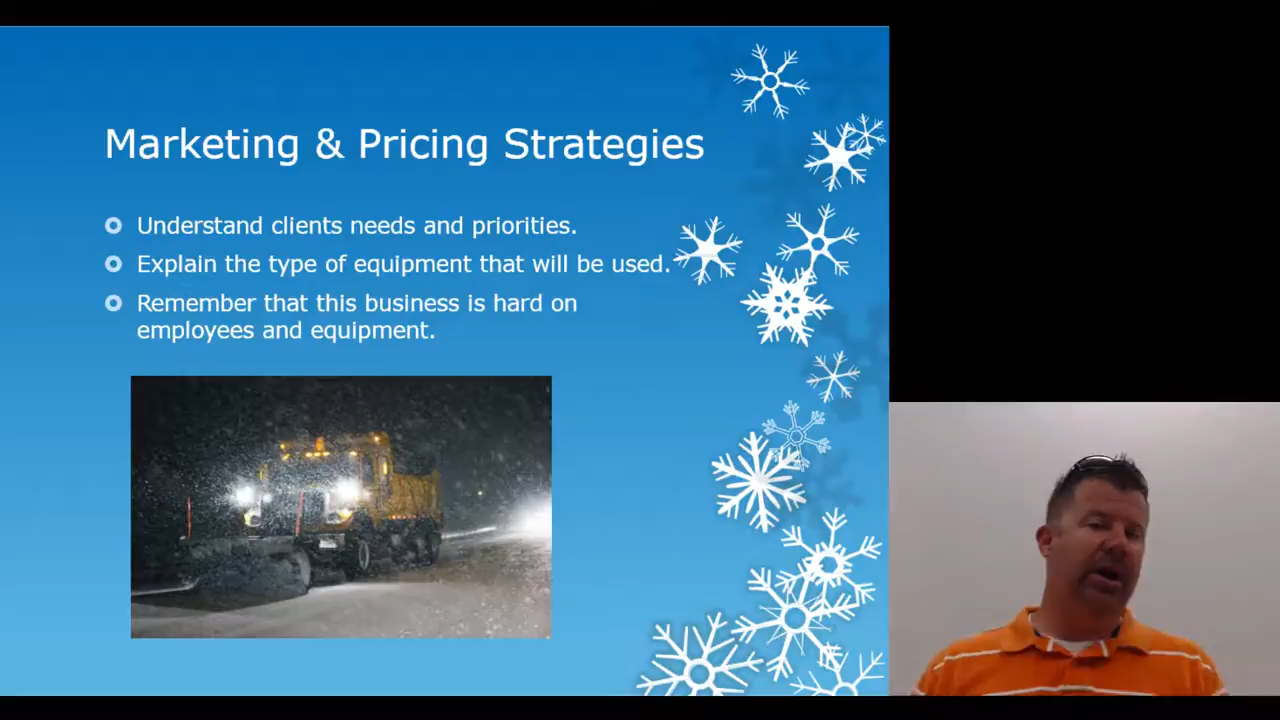 Marketing & Pricing Strategies
Understand clients needs and priorities.
Explain the type of equipment that will be used.
Remember that this business is hard on
employees and equipment.